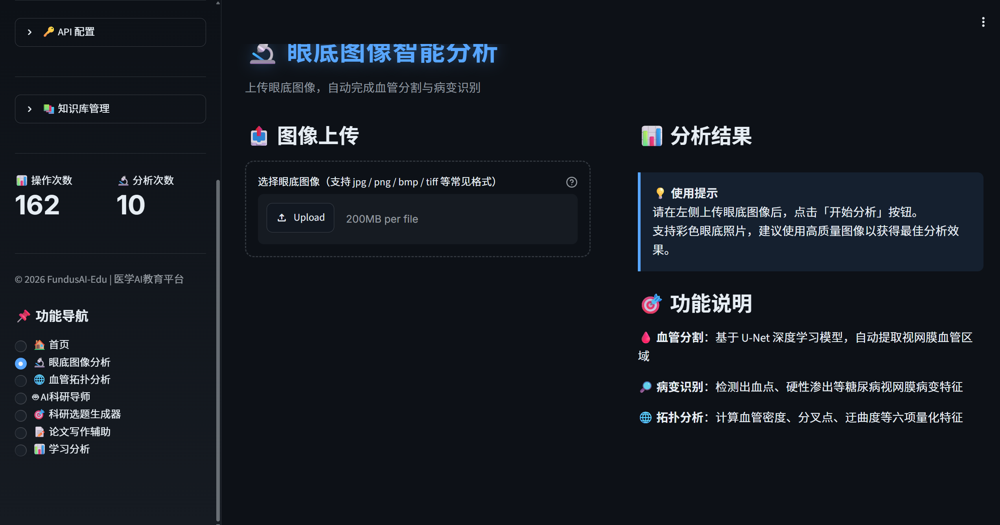 API 配置
知识库管理
操作次数
162
分析次数
10
© 2026 FundusAI-Edu | 医学AI教育平台
功能导航
首页
眼底图像分析
血管拓扑分析
AI科研导师
科研选题生成器
论文写作辅助
学习分析
眼底图像智能分析
上传眼底图像，自动完成血管分割与病变识别
图像上传
选择眼底图像（支持 jpg / png / bmp / tiff 等常见格式）
Upload
200MB per file
分析结果
使用提示
请在左侧上传眼底图像后，点击「开始分析」按钮。
支持彩色眼底照片，建议使用高质量图像以获得最佳分析效
果。
功能说明
血管分割：基于 U-Net 深度学习模型，自动提取视网膜血管区
域
病变识别：检测出血点、硬性渗出等糖尿病视网膜病变特征
拓扑分析：计算血管密度、分叉点、迂曲度等六项量化特征